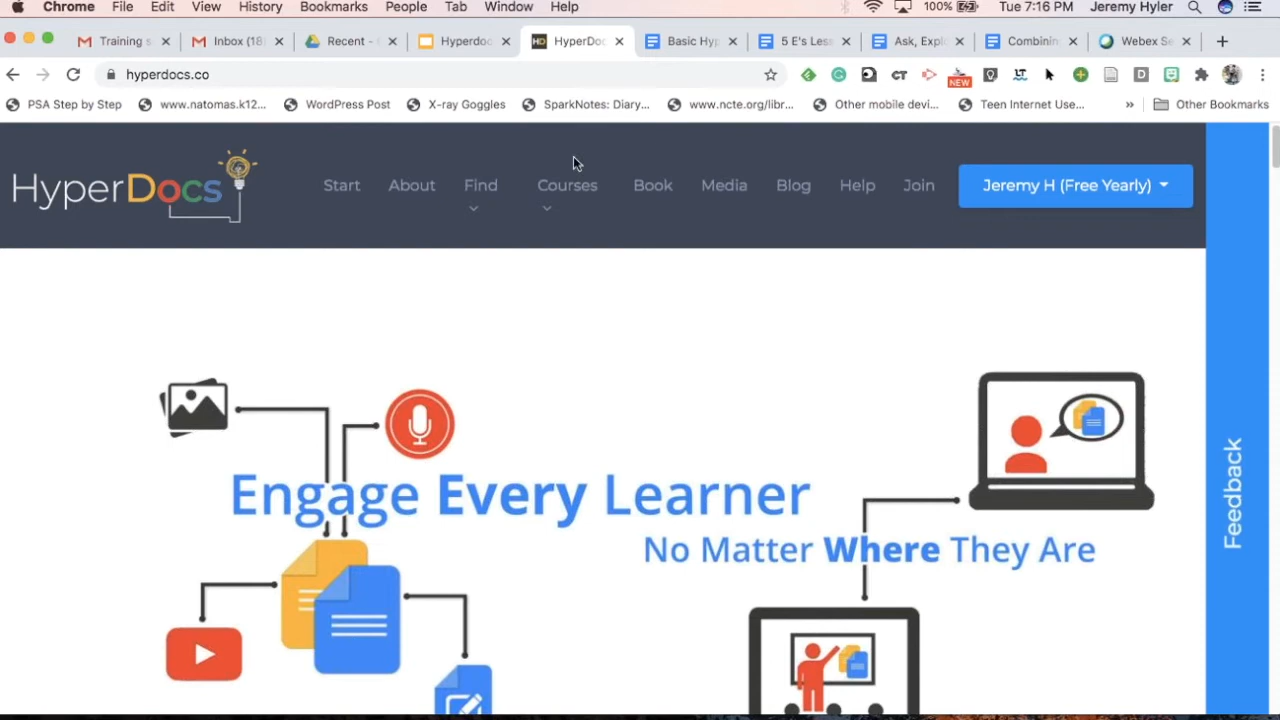 Chrome File Edit View History Bookmarks People Tab Window Help 100% Tue 7:16 PM Jeremy Hyler
Training s Inbox (18 Recent - Hyperdoc HyperDoc Basic Hyp 5 E's Less Ask, Explo Combinin Webex Se
hyperdocs.co NEW
PSA Step by Step www.natomas.k12... WordPress Post X-ray Goggles SparkNotes: Diary... www.ncte.org/libr... Other mobile devi... Teen Internet Use... » Other Bookmarks
HyperDocs Start About Find Courses Book Media Blog Help Join Jeremy H (Free Yearly)
Engage Every Learner
No Matter Where They Are
Feedback